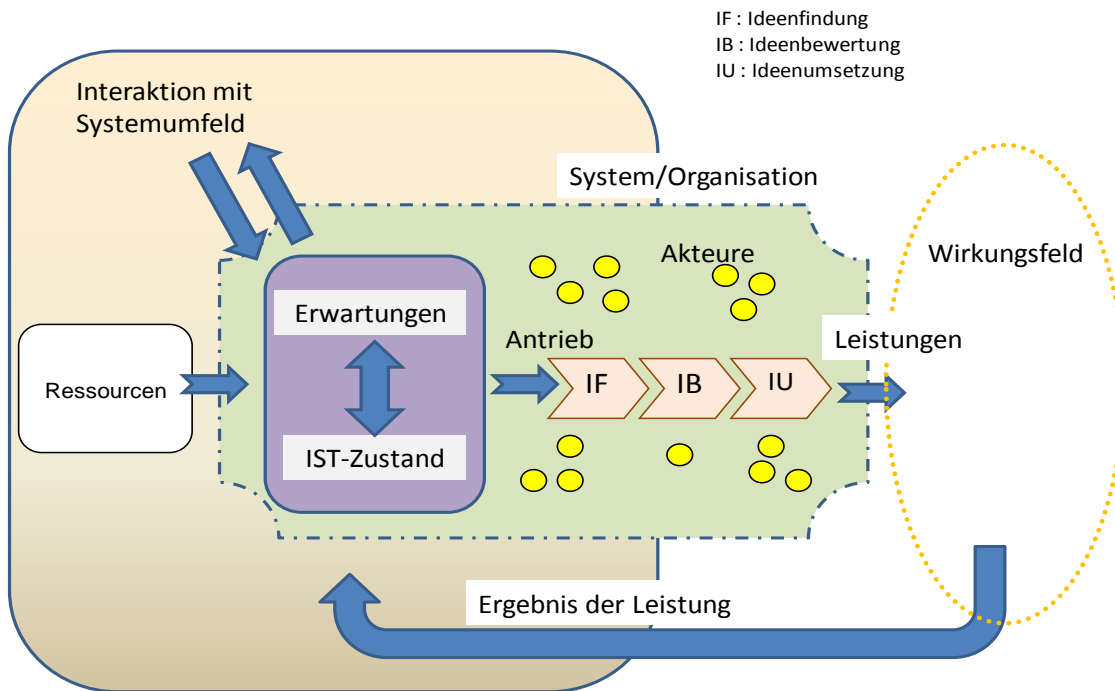 IF : Ideenfindung
IB : Ideenbewertung
IU : Ideenumsetzung
Interaktion mit
Systemumfeld
System/Organisation
Akteure
Wirkungsfeld
Erwartungen
Antrieb
Leistungen
Ressourcen
IF
IB
IU
IST-Zustand
Ergebnis der Leistung